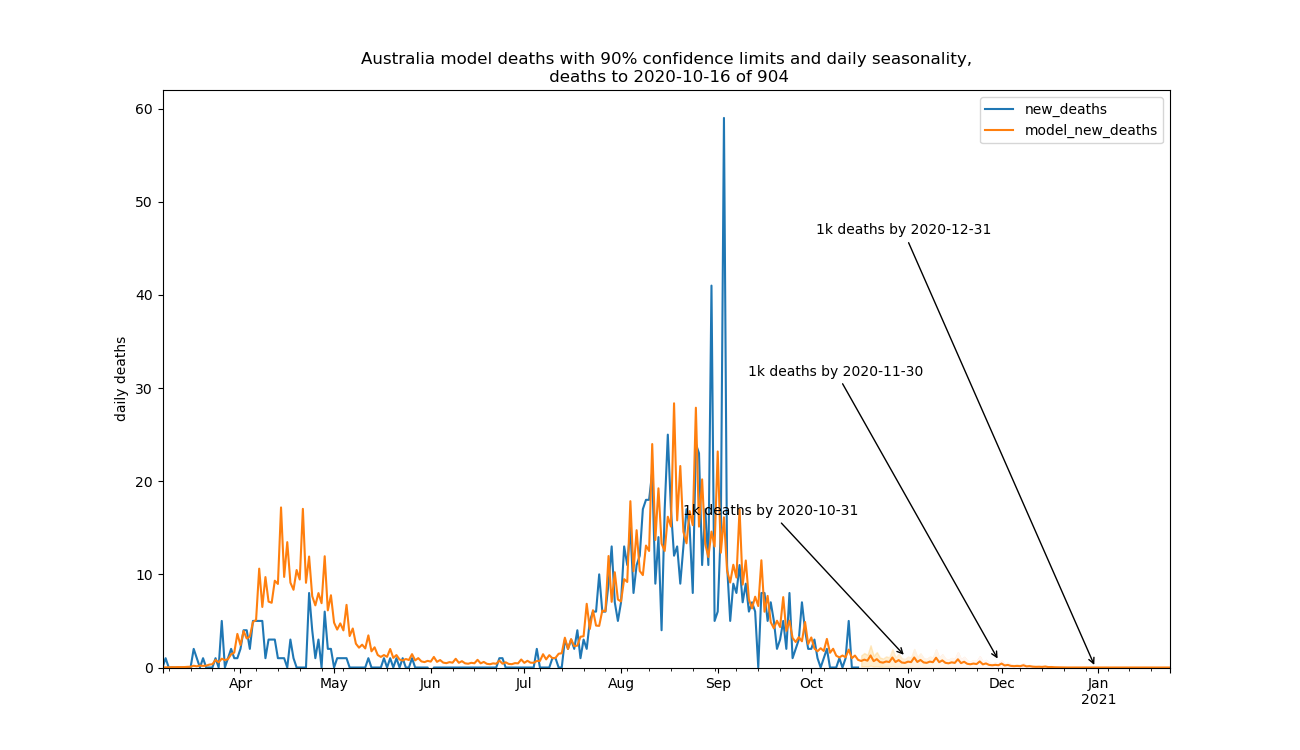 Australia model deaths with 90% confidence limits and daily seasonality,
deaths to 2020-10-16 of 904
new_deaths
model_new_deaths
60
50
40
30
20
10
0
daily deaths
1k deaths by 2020-12-31
1k deaths by 2020-11-30
1k deaths by 2020-10-31
Apr May Jun Jul Aug Sep Oct Nov Dec Jan
2021